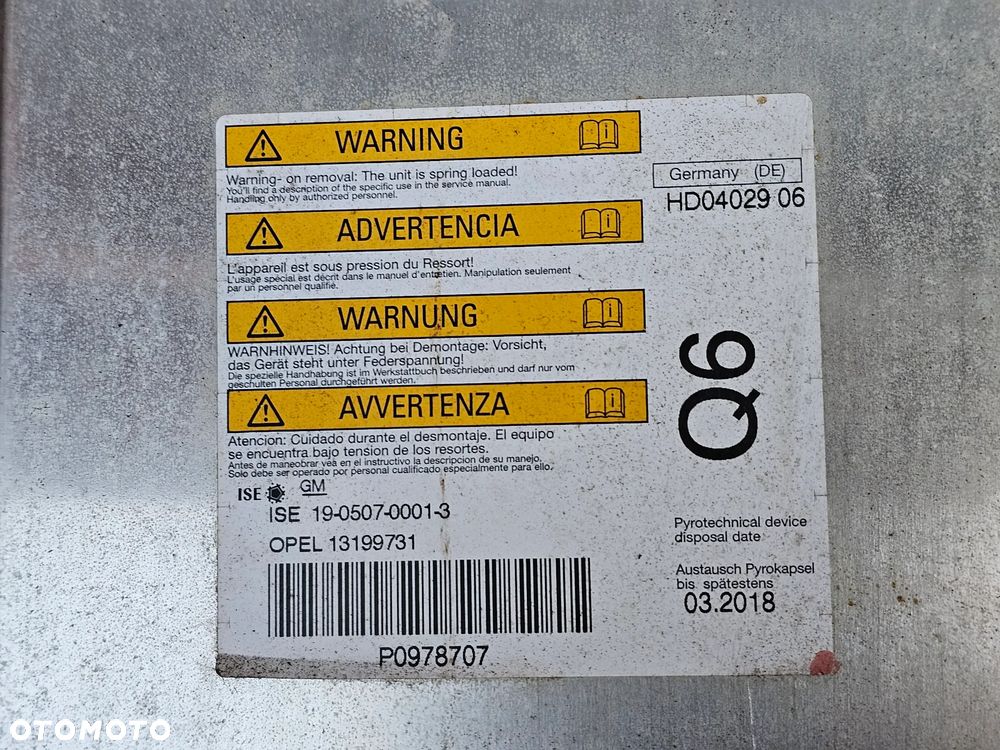 WARNING
Warning- on removal: The unit is spring loaded!
You'll find a description of the specific use in the service manual.
Handling only by authorized personnel.
ADVERTENCIA
L'appareil est sous pression du Ressort!
L'usage spécial est décrit dans le manuel d'entretien. Manipulation seulement
par un personnel qualifié.
WARNUNG
WARNHINWEIS! Achtung bei Demontage: Vorsicht,
das Gerät steht unter Federspannung!
Die spezielle Handhabung ist im Werkstattbuch beschrieben und darf nur vom
geschulten Personal durchgeführt werden.
AVVERTENZA
Atencion: Cuidado durante el desmontaje. El equipo
se encuentra bajo tension de los resortes.
Antes de maneobrar vea en el instructivo la descripcion de su manejo.
Solo debe ser operado por personal cualificado especialmente para ello.
ISE GM
ISE 19-0507-0001-3
OPEL 13199731
P0978707
Germany (DE)
HD04029 06
Q6
Pyrotechnical device
disposal date
Austausch Pyrokapsel
bis spätestens
03.2018
OTOMOTO